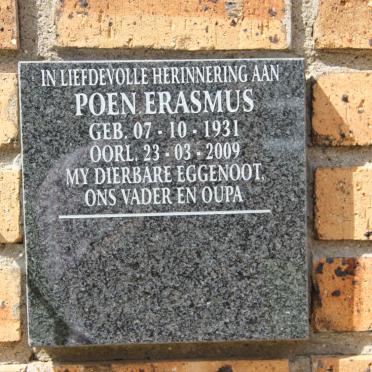 IN LIEFDEVOLLE HERINNERING AAN
POEN ERASMUS
GEB. 07 - 10 - 1931
OORL. 23 - 03 - 2009
MY DIERBARE EGGENOOT,
ONS VADER EN OUPA